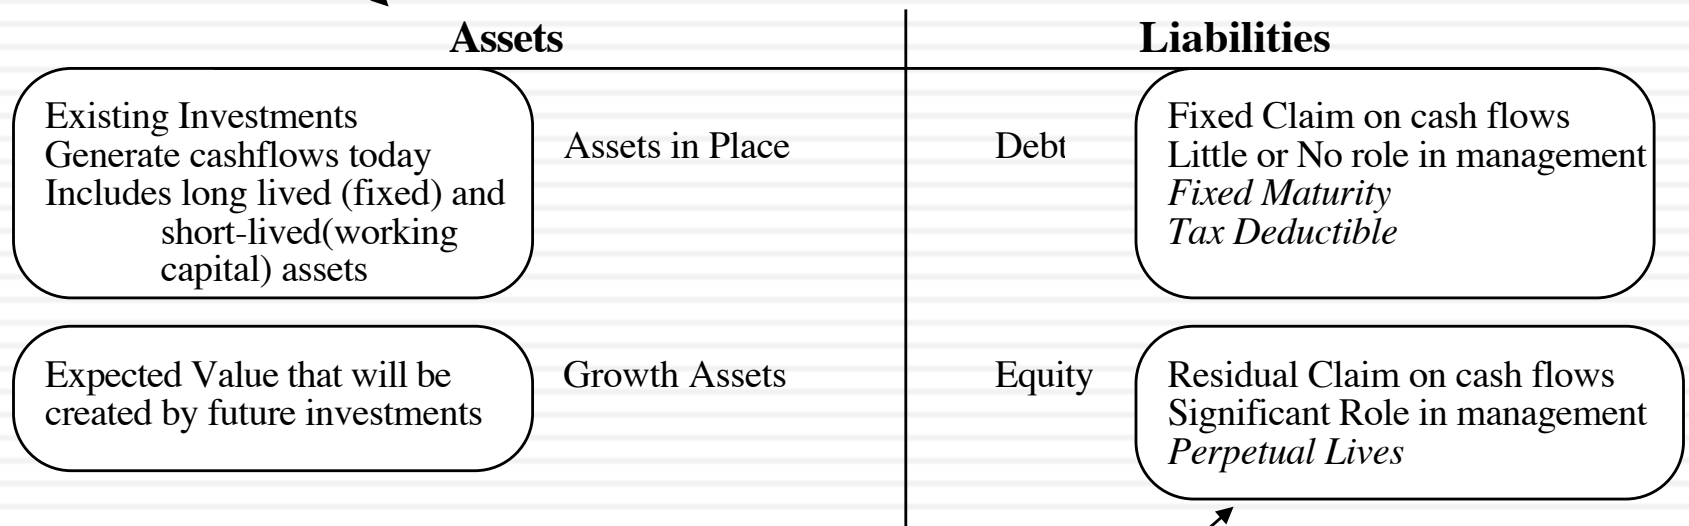 Assets
Liabilities
Existing Investments
Generate cashflows today
Includes long lived (fixed) and
short-lived(working
capital) assets
Assets in Place
Debt
Fixed Claim on cash flows
Little or No role in management
Fixed Maturity
Tax Deductible
Expected Value that will be
created by future investments
Growth Assets
Equity
Residual Claim on cash flows
Significant Role in management
Perpetual Lives